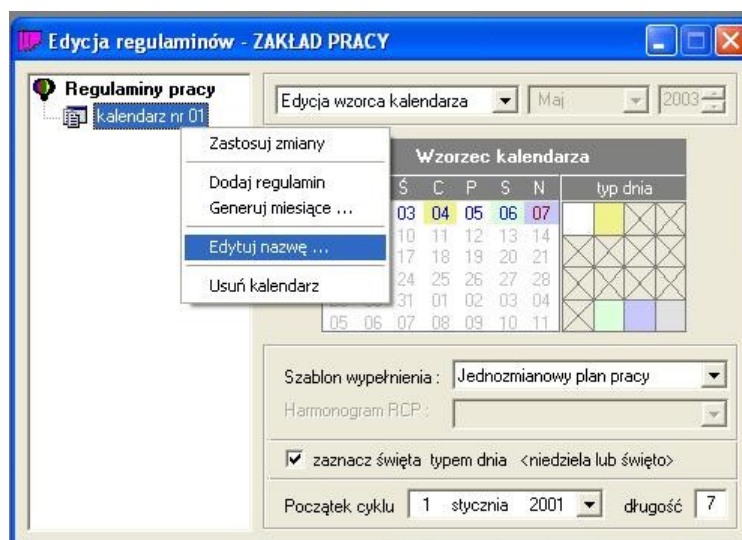 Edycja regulaminów - ZAKŁAD PRACY
Regulaminy pracy
kalendarz nr 01
Edycja wzorca kalendarza
Maj
2003
Zastosuj zmiany
Dodaj regulamin
Generuj miesiące ...
Edytuj nazwę ...
Usuń kalendarz
Wzorzec kalendarza
Ś C P S N typ dnia
03 04 05 06 07
10 11 12 13 14
17 18 19 20 21
24 25 26 27 28
31 01 02 03 04
05 06 07 08 09 10 11
Szablon wypełnienia : Jednozmianowy plan pracy
Harmonogram RCP :
zaznacz święta typem dnia <niedziela lub święto>
Początek cyklu 1 stycznia 2001 długość 7